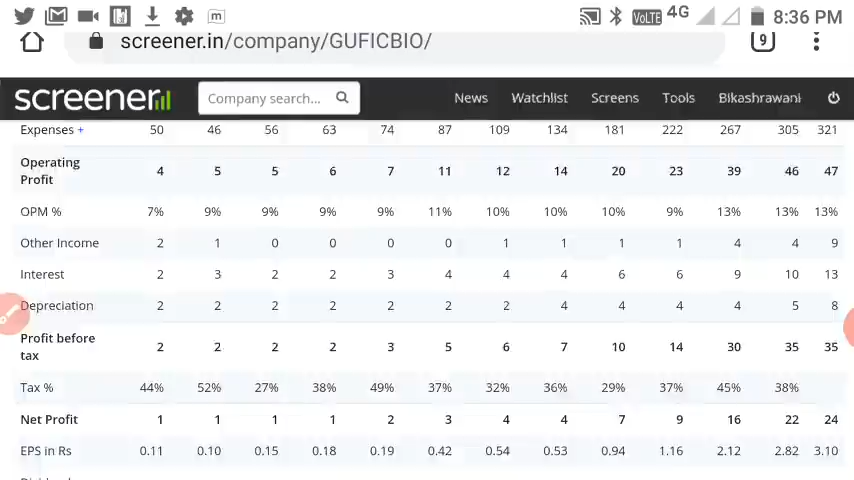 m
VoLTE 4G 8:36 PM
screener.in/company/GUFICBIO/ 9
screener Company search... News Watchlist Screens Tools Bikashrawani
Expenses + 50 46 56 63 74 87 109 134 181 222 267 305 321
Operating
Profit 4 5 5 6 7 11 12 14 20 23 39 46 47
OPM % 7% 9% 9% 9% 9% 11% 10% 10% 10% 9% 13% 13% 13%
Other Income 2 1 0 0 0 0 1 1 1 1 4 4 9
Interest 2 3 2 2 3 4 4 4 6 6 9 10 13
Depreciation 2 2 2 2 2 2 2 4 4 4 4 5 8
Profit before
tax 2 2 2 2 3 5 6 7 10 14 30 35 35
Tax % 44% 52% 27% 38% 49% 37% 32% 36% 29% 37% 45% 38%
Net Profit 1 1 1 1 2 3 4 4 7 9 16 22 24
EPS in Rs 0.11 0.10 0.15 0.18 0.19 0.42 0.54 0.53 0.94 1.16 2.12 2.82 3.10